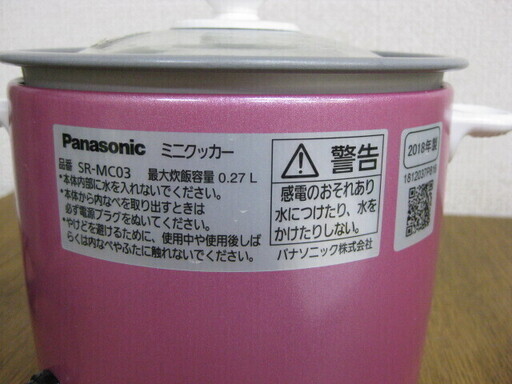 Panasonic ミニクッカー
品番 SR-MC03 最大炊飯容量 0.27 L
*本体内部に水を入れないでください。
*本体から内なべを取り出すときは
必ず電源プラグをぬいてください。
*やけどを避けるために、使用中や使用後しば
らくは内なべやふたに触れないでください。
警告
感電のおそれあり
水につけたり、水を
かけたりしない。
パナソニック株式会社
2018年製